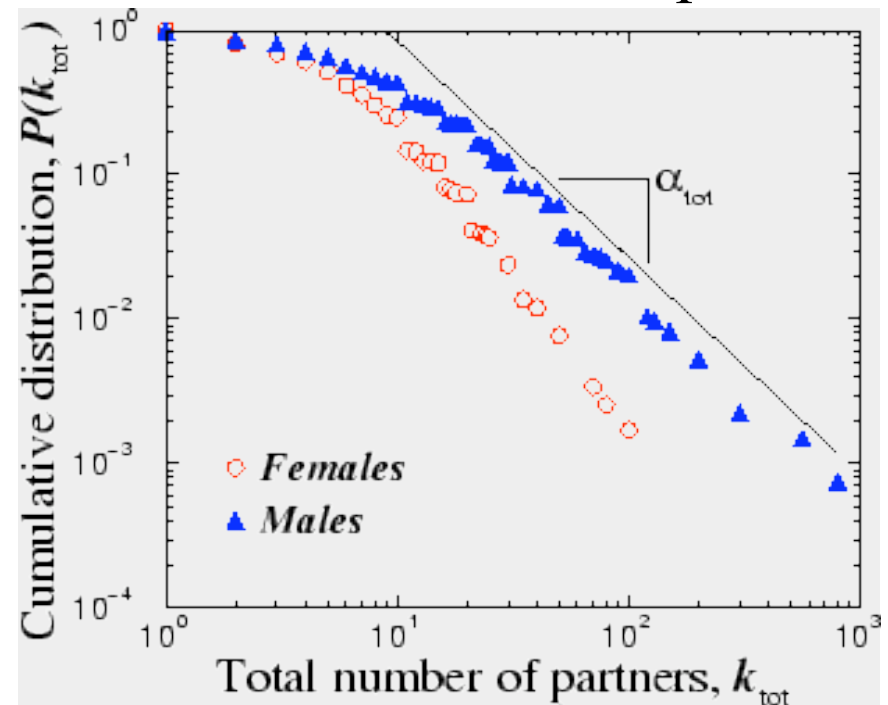 Cumulative distribution, P(k_tot)
10^0
10^-1
10^-2
10^-3
10^-4
α_tot
Females
Males
10^0 10^1 10^2 10^3
Total number of partners, k_tot